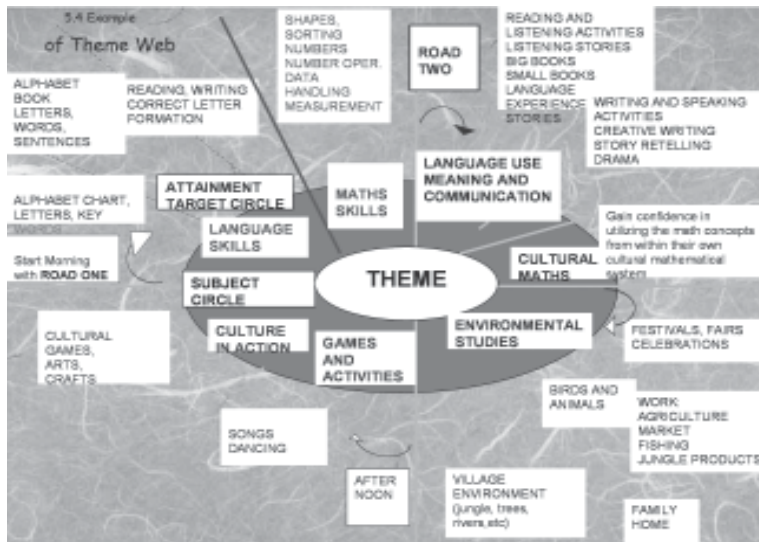 5.4 Example
of Theme Web
SHAPES,
SORTING
NUMBERS
NUMBER OPER.
DATA
HANDLING
MEASUREMENT
ROAD
TWO
READING AND
LISTENING ACTIVITIES
LISTENING STORIES
BIG BOOKS
SMALL BOOKS
LANGUAGE
EXPERIENCE
STORIES
WRITING AND SPEAKING
ACTIVITIES
CREATIVE WRITING
STORY RETELLING
DRAMA
ALPHABET
BOOK
LETTERS,
WORDS,
SENTENCES
READING, WRITING
CORRECT LETTER
FORMATION
LANGUAGE USE
MEANING AND
COMMUNICATION
MATHS
SKILLS
ATTAINMENT
TARGET CIRCLE
ALPHABET CHART,
LETTERS, KEY
WORDS
LANGUAGE
SKILLS
Gain confidence in
utilizing the math concepts
from within their own
cultural mathematical
system
CULTURAL
MATHS
THEME
Start Morning
with ROAD ONE
SUBJECT
CIRCLE
CULTURE
IN ACTION
GAMES
AND
ACTIVITIES
ENVIRONMENTAL
STUDIES
FESTIVALS, FAIRS
CELEBRATIONS
CULTURAL
GAMES,
ARTS,
CRAFTS
BIRDS AND
ANIMALS
WORK:
AGRICULTURE
MARKET
FISHING
JUNGLE PRODUCTS
SONGS
DANCING
AFTER
NOON
VILLAGE
ENVIRONMENT
(jungle, trees,
rivers,etc)
FAMILY
HOME